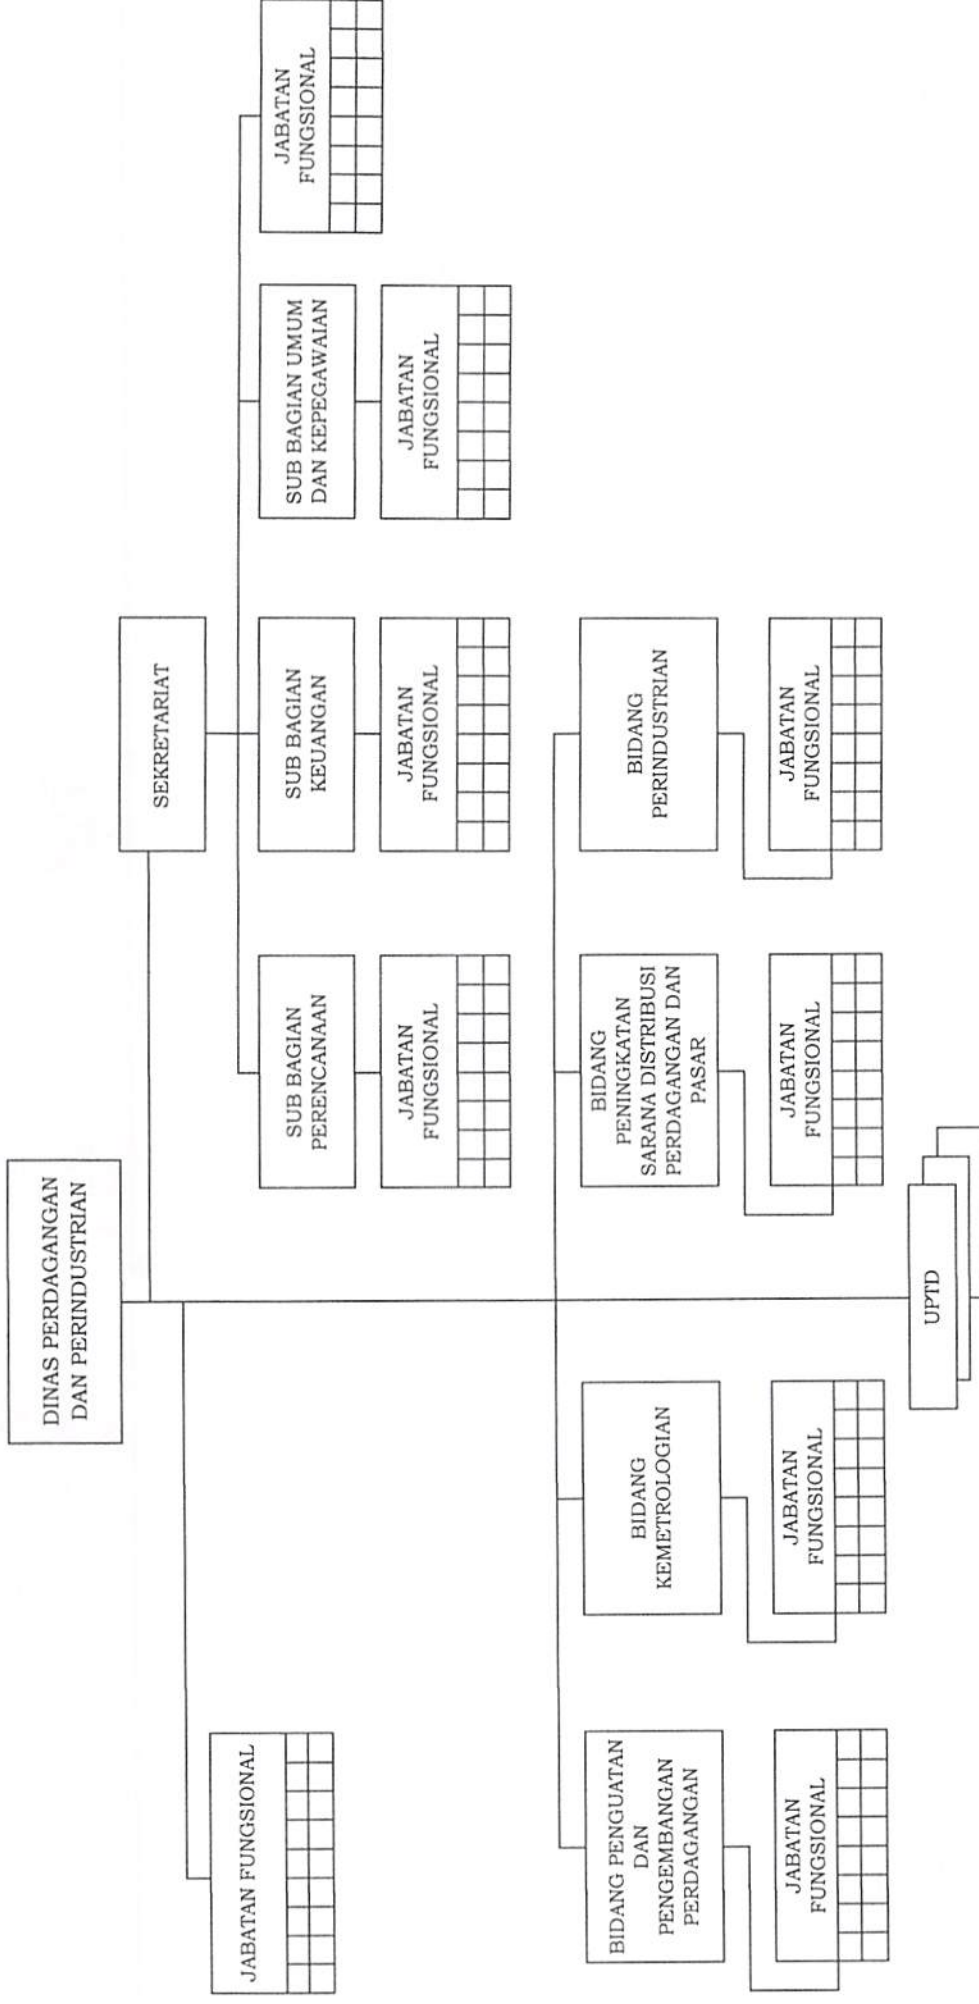 DINAS PERDAGANGAN
DAN PERINDUSTRIAN
SEKRETARIAT
JABATAN FUNGSIONAL
SUB BAGIAN
PERENCANAAN
SUB BAGIAN
KEUANGAN
SUB BAGIAN UMUM
DAN KEPEGAWAIAN
JABATAN
FUNGSIONAL
JABATAN
FUNGSIONAL
JABATAN
FUNGSIONAL
JABATAN
FUNGSIONAL
BIDANG PENGUATAN
DAN
PENGEMBANGAN
PERDAGANGAN
BIDANG
KEMETROLOGIAN
BIDANG
PENINGKATAN
SARANA DISTRIBUSI
PERDAGANGAN DAN
PASAR
BIDANG
PERINDUSTRIAN
JABATAN
FUNGSIONAL
JABATAN
FUNGSIONAL
JABATAN
FUNGSIONAL
JABATAN
FUNGSIONAL
UPTD